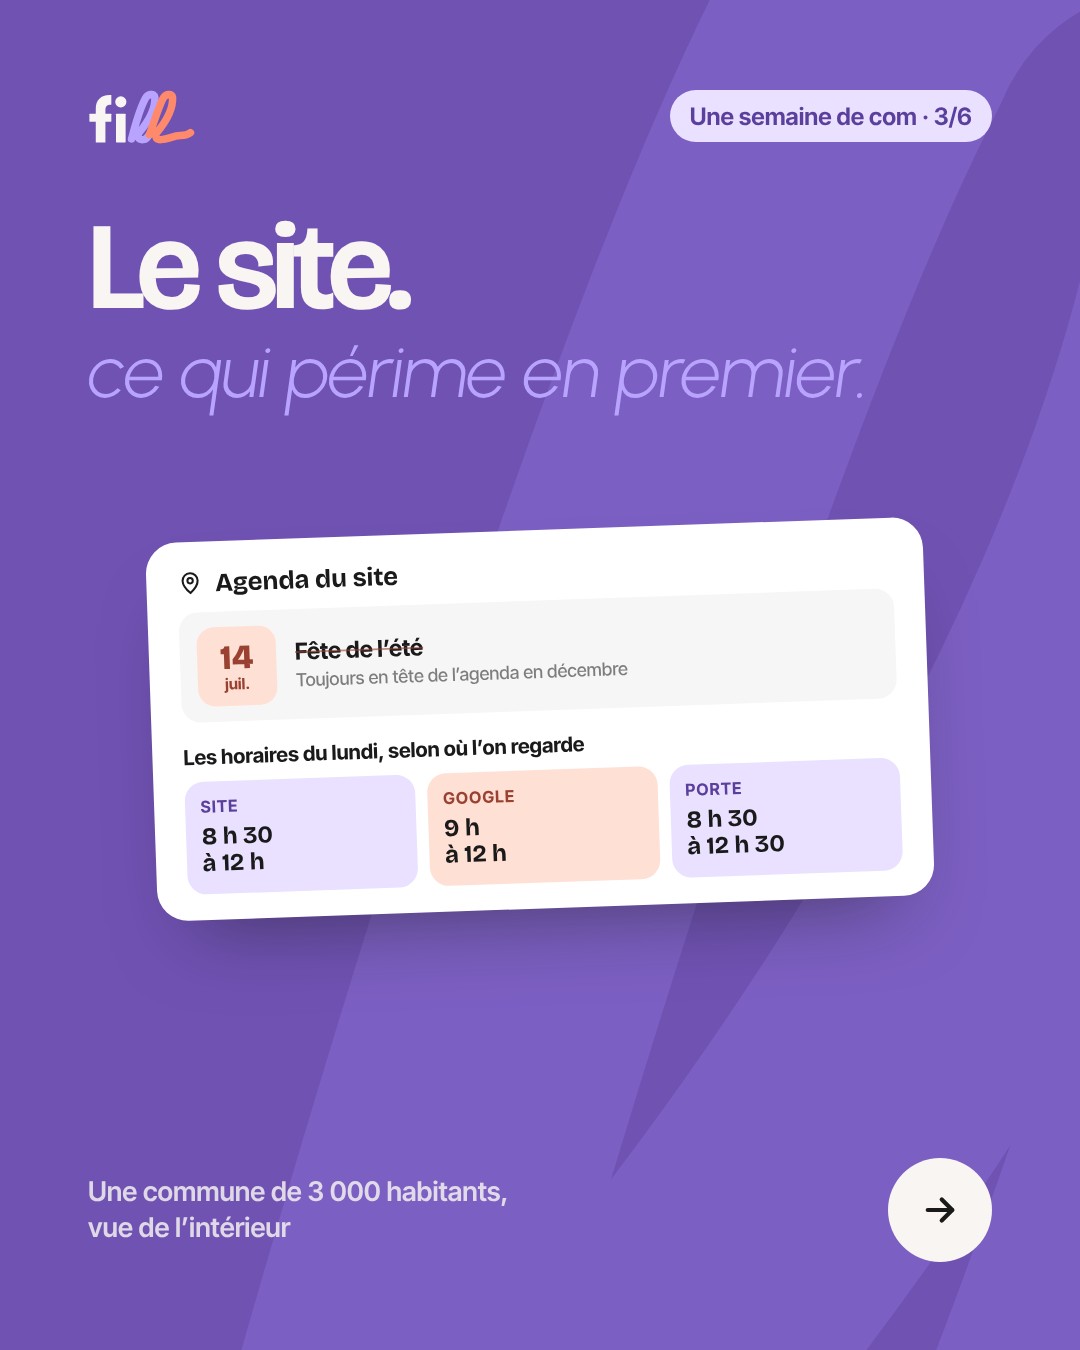 fill
Une semaine de com · 3/6
Le site.
ce qui périme en premier.
Agenda du site
14
juil.
Fête de l’été
Toujours en tête de l’agenda en décembre
Les horaires du lundi, selon où l’on regarde
SITE
8 h 30
à 12 h
GOOGLE
9 h
à 12 h
PORTE
8 h 30
à 12 h 30
Une commune de 3 000 habitants,
vue de l’intérieur